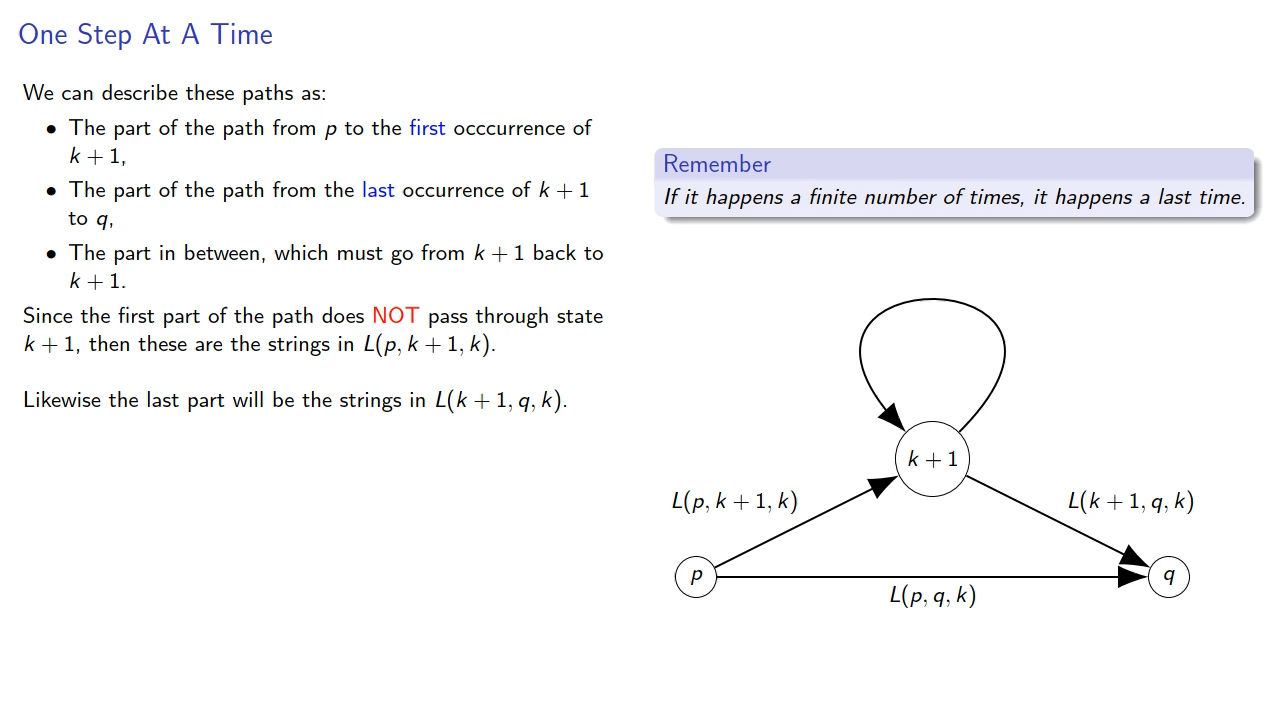 One Step At A Time
We can describe these paths as:
• The part of the path from p to the first occcurrence of
k + 1,
• The part of the path from the last occurrence of k + 1
to q,
• The part in between, which must go from k + 1 back to
k + 1.
Since the first part of the path does NOT pass through state
k + 1, then these are the strings in L(p, k + 1, k).
Likewise the last part will be the strings in L(k + 1, q, k).
Remember
If it happens a finite number of times, it happens a last time.
k + 1
L(p, k + 1, k)
L(k + 1, q, k)
p
q
L(p, q, k)